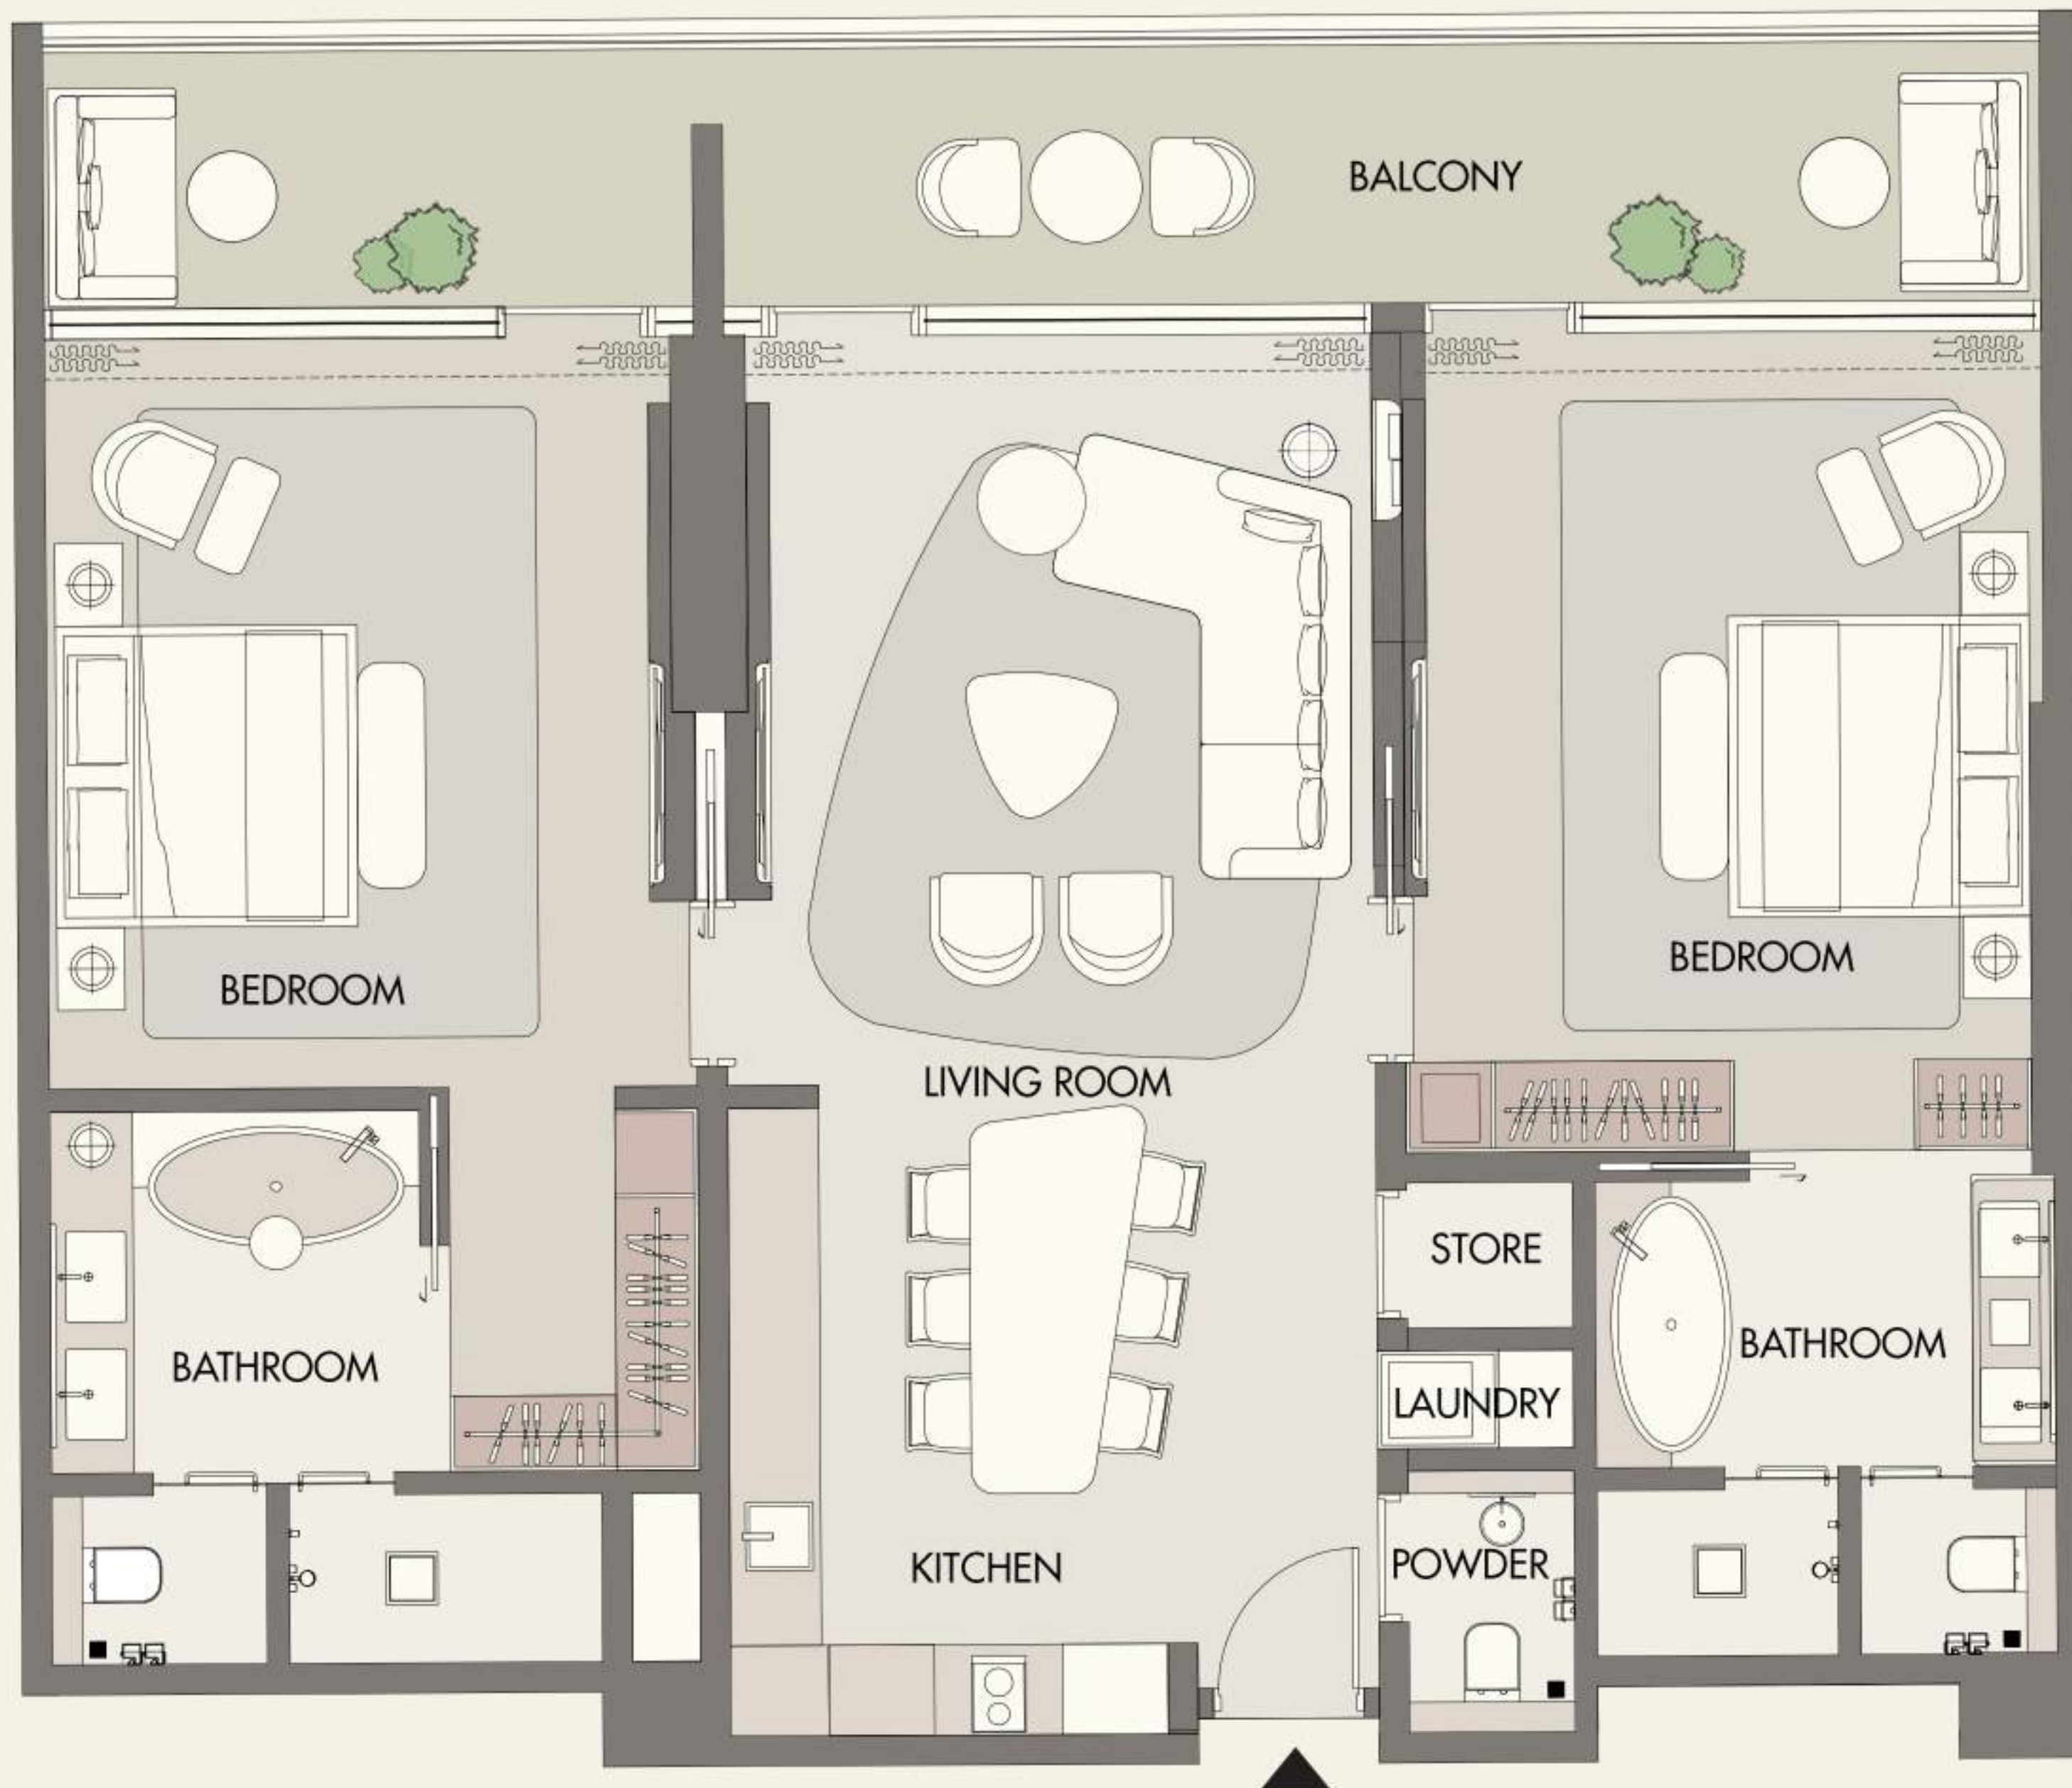 BALCONY
BEDROOM
BEDROOM
LIVING ROOM
STORE
BATHROOM
BATHROOM
LAUNDRY
KITCHEN
POWDER